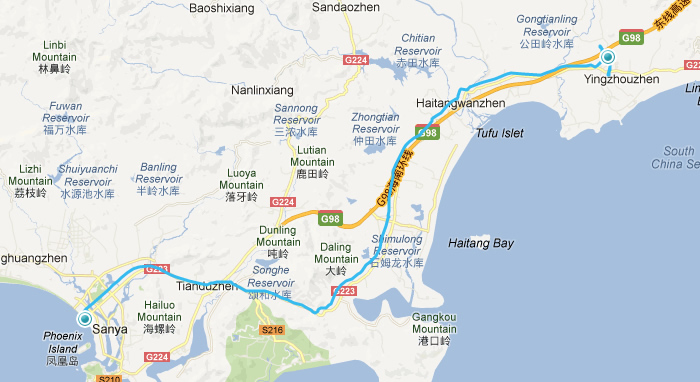 Baoshixiang
Sandaozhen
Gongtianling
Reservoir
公田岭水库
东线高速
G98
Linbi
Mountain
林鼻岭
Chitian
Reservoir
赤田水库
G224
Yingzhouzhen
Nanlinxiang
Haitangwanzhen
Fuwan
Reservoir
福万水库
Sannong
Reservoir
三浓水库
Zhongtian
Reservoir
仲田水库
G98
Tufu Islet
South
China Se
Lizhi
Mountain
荔枝岭
Shuiyuanchi
Reservoir
水源池水库
Banling
Reservoir
半岭水库
Luoya
Mountain
落牙岭
Lutian
Mountain
鹿田岭
G98海南环线
G224
G98
Dunling
Mountain
吨岭
Daling
Mountain
大岭
Shimulong
Reservoir
石姆龙水库
Haitang Bay
nghuangzhen
G223
Tianduzhen
Songhe
Reservoir
颂和水库
G223
Hailuo
Mountain
海螺岭
Sanya
Phoenix
Island
凤凰岛
S216
Gangkou
Mountain
港口岭
G224
S210